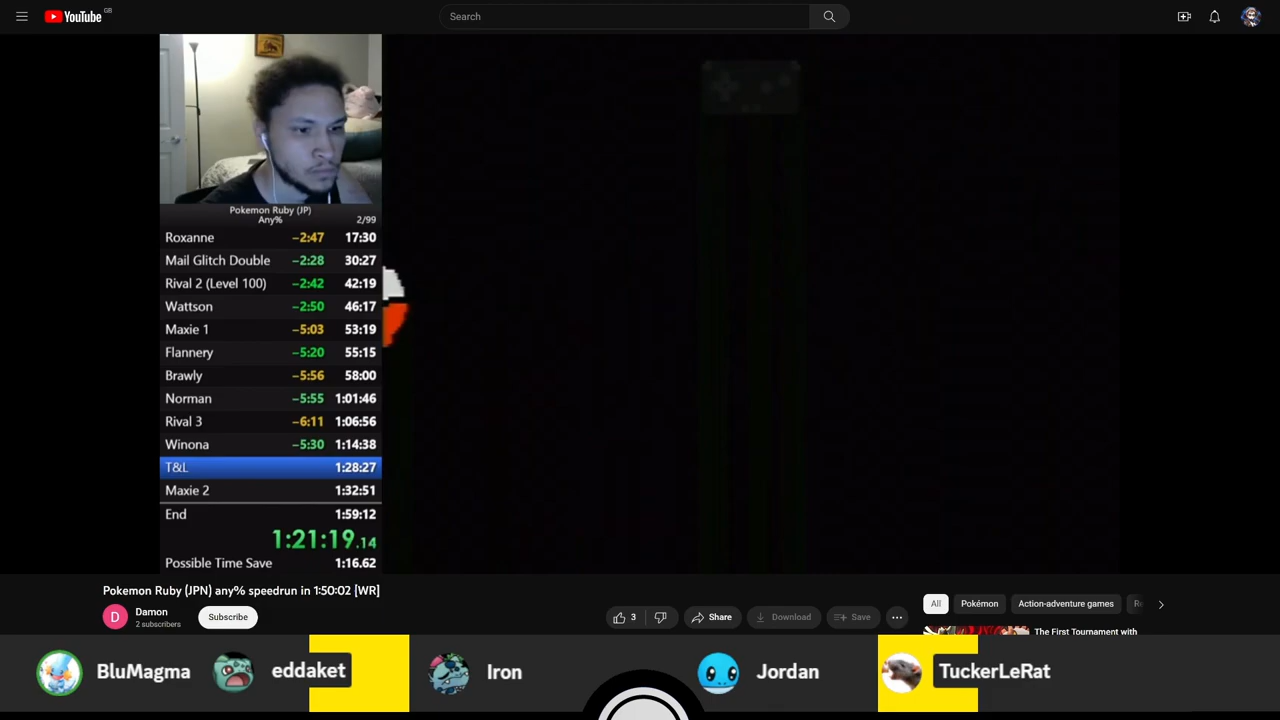 YouTube GB
Search
Pokemon Ruby (JP)
Any% 2/99
Roxanne −2:47 17:30
Mail Glitch Double −2:28 30:27
Rival 2 (Level 100) −2:42 42:19
Wattson −2:50 46:17
Maxie 1 −5:03 53:19
Flannery −5:20 55:15
Brawly −5:56 58:00
Norman −5:55 1:01:46
Rival 3 −6:11 1:06:56
Winona −5:30 1:14:38
T&L 1:28:27
Maxie 2 1:32:51
End 1:59:12
1:21:19.14
Possible Time Save 1:16.62
Pokemon Ruby (JPN) any% speedrun in 1:50:02 [WR]
D Damon
2 subscribers
Subscribe
3 Share Download Save
All Pokémon Action-adventure games Re
The First Tournament with
BluMagma eddaket Iron Jordan TuckerLeRat